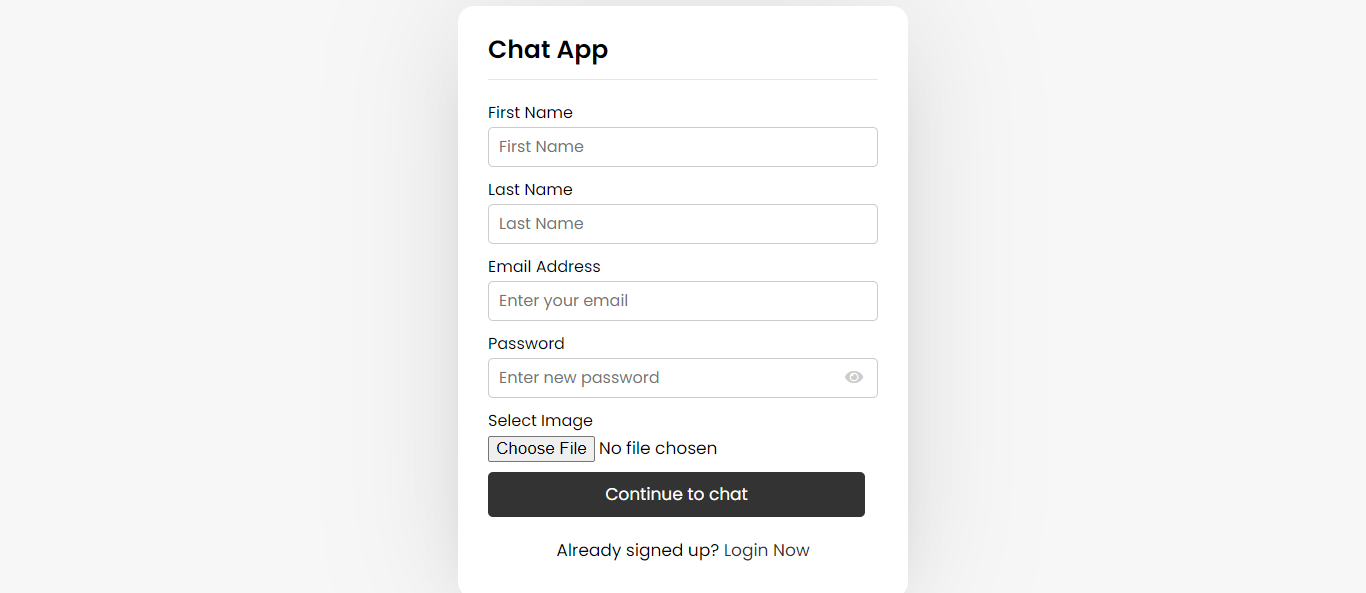 Chat App
First Name
First Name
Last Name
Last Name
Email Address
Enter your email
Password
Enter new password
Select Image
Choose File No file chosen
Continue to chat
Already signed up? Login Now